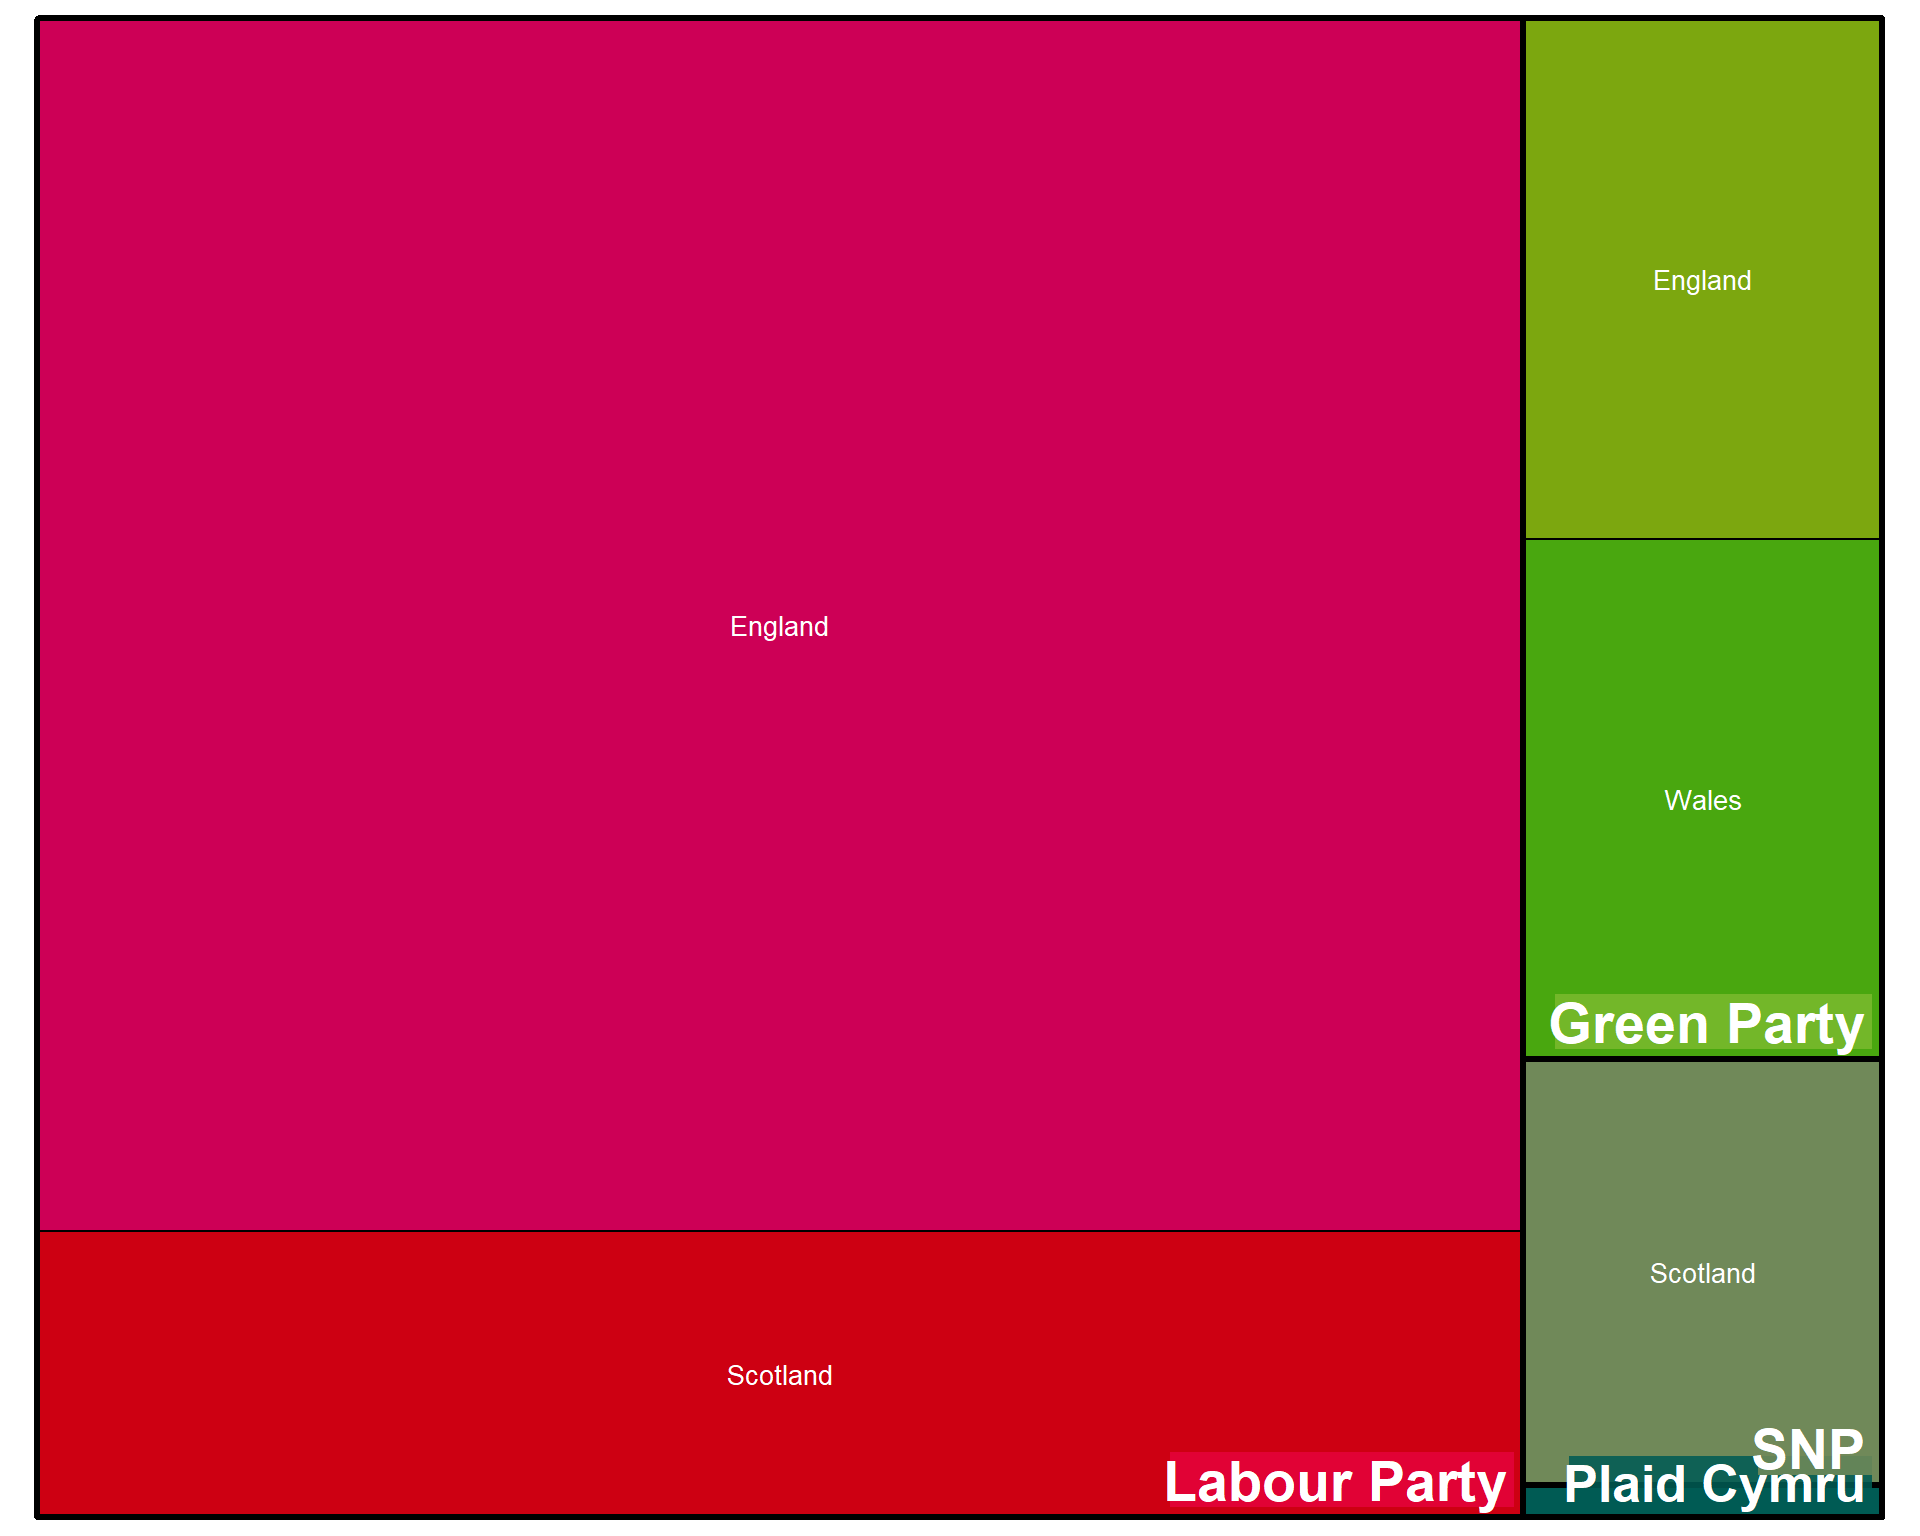 England
England
Wales
Green Party
Scotland
Scotland
SNP
Plaid Cymru
Labour Party